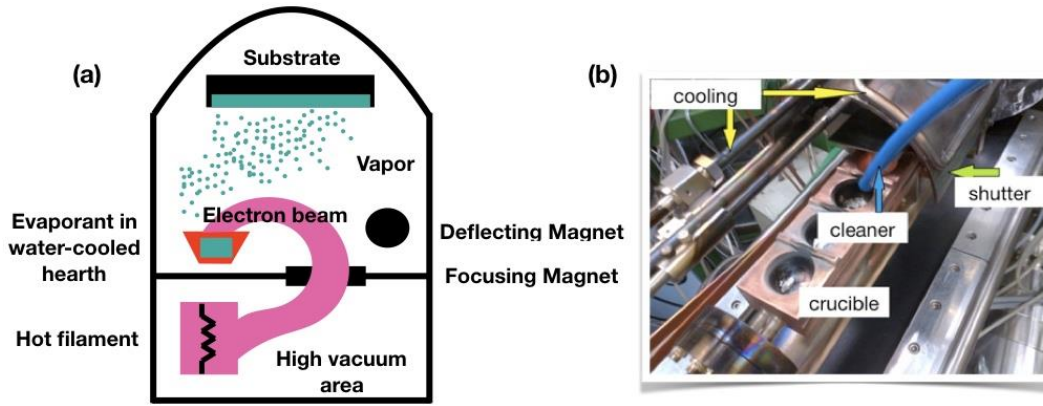 (a)
Substrate
Vapor
Electron beam
Evaporant in
water-cooled
hearth
Deflecting Magnet
Focusing Magnet
Hot filament
High vacuum
area
(b)
cooling
shutter
cleaner
crucible